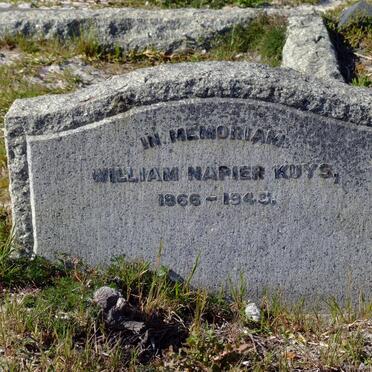 IN MEMORIAM.
WILLIAM NAPIER KUYS,
1866 – 1943.